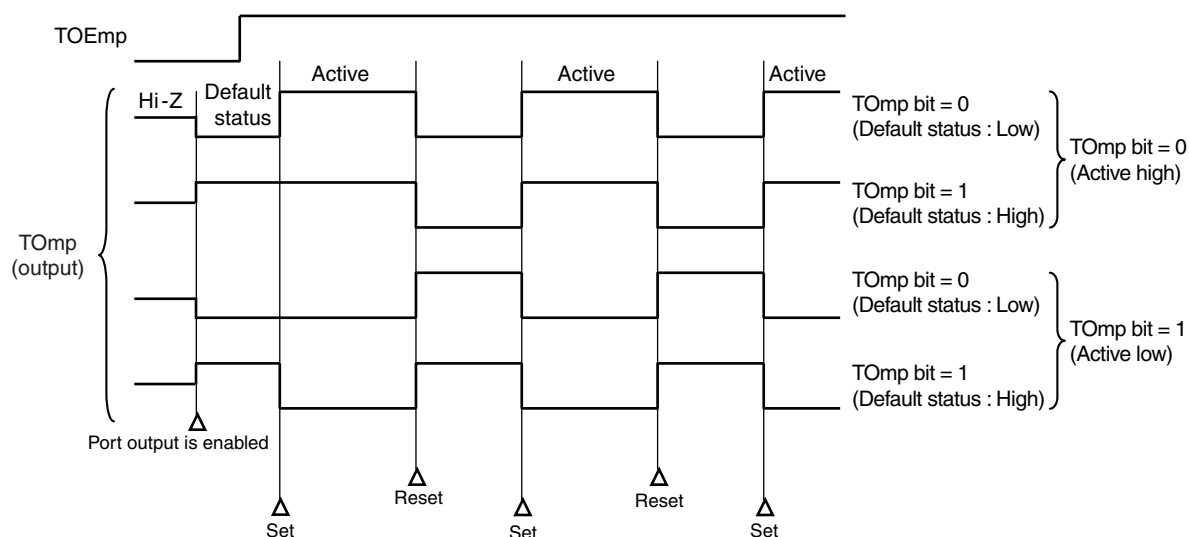 TOEmp
Active
Active
Active
Hi-Z
Default
status
TOmp bit = 0
(Default status : Low)
TOmp bit = 0
(Active high)
TOmp bit = 1
(Default status : High)
TOmp
(output)
TOmp bit = 0
(Default status : Low)
TOmp bit = 1
(Active low)
TOmp bit = 1
(Default status : High)
Port output is enabled
Reset
Reset
Set
Set
Set